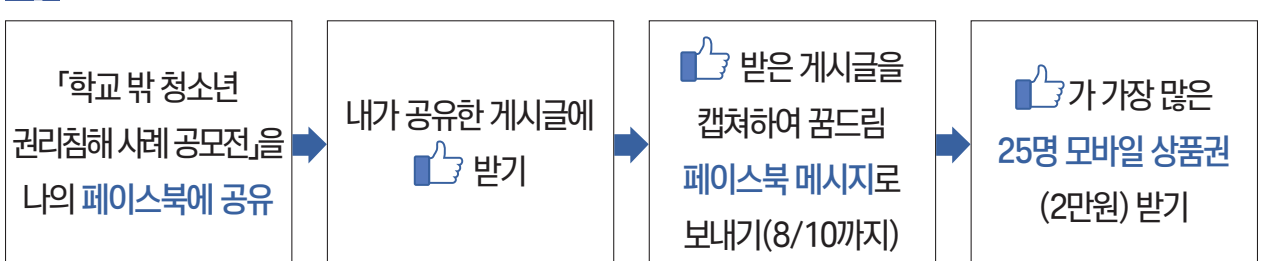 「학교 밖 청소년
권리침해 사례 공모전」을
나의 페이스북에 공유
내가 공유한 게시글에
받기
받은 게시글을
캡쳐하여 꿈드림
페이스북 메시지로
보내기(8/10까지)
가 가장 많은
25명 모바일 상품권
(2만원) 받기